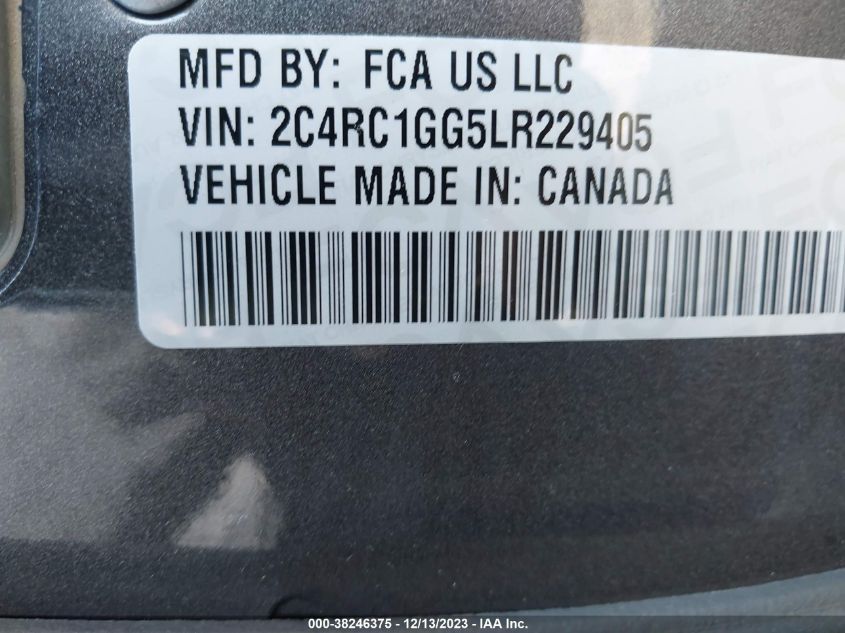 MFD BY: FCA US LLC
VIN: 2C4RC1GG5LR229405
VEHICLE MADE IN: CANADA
000-38246375 - 12/13/2023 - IAA Inc.